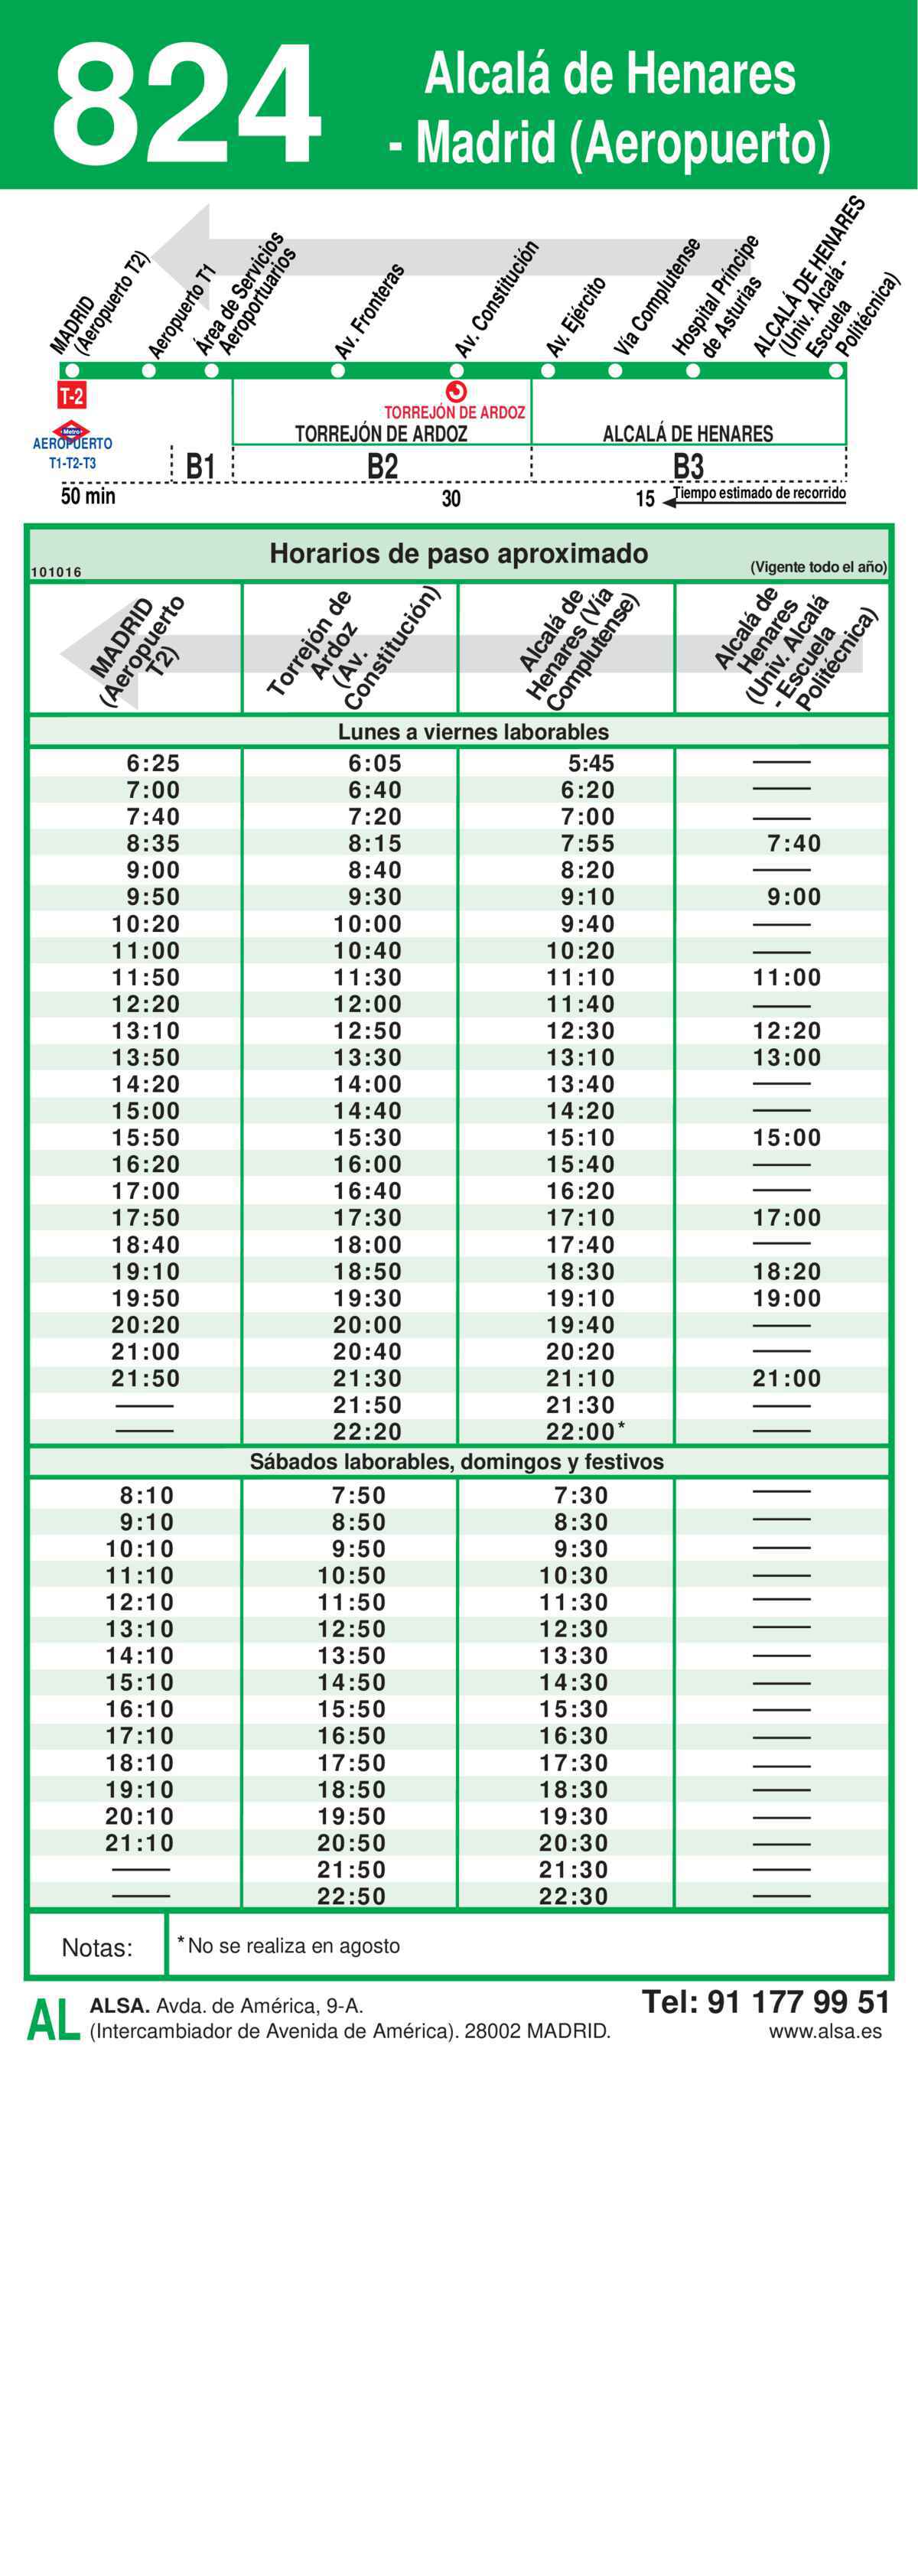 824
Alcalá de Henares
- Madrid (Aeropuerto)
MADRID
(Aeropuerto T2)
Aeropuerto T1
Área de Servicios
Aeroportuarios
Av. Fronteras
Av. Constitución
Av. Ejército
Vía Complutense
Hospital Príncipe
de Asturias
ALCALÁ DE HENARES
(Univ. Alcalá -
Escuela
Politécnica)
T-2
Metro
AEROPUERTO
T1-T2-T3
TORREJÓN DE ARDOZ
TORREJÓN DE ARDOZ
ALCALÁ DE HENARES
B1 B2 B3
50 min 30 15 Tiempo estimado de recorrido
Horarios de paso aproximado
101016
(Vigente todo el año)
MADRID
(Aeropuerto
T2)
Torrejón de
Ardoz
(Av.
Constitución)
Alcalá de
Henares (Vía
Complutense)
Alcalá de
Henares
(Univ. Alcalá
- Escuela
Politécnica)
Lunes a viernes laborables
6:25 6:05 5:45 ——
7:00 6:40 6:20 ——
7:40 7:20 7:00 ——
8:35 8:15 7:55 7:40
9:00 8:40 8:20 ——
9:50 9:30 9:10 9:00
10:20 10:00 9:40 ——
11:00 10:40 10:20 ——
11:50 11:30 11:10 11:00
12:20 12:00 11:40 ——
13:10 12:50 12:30 12:20
13:50 13:30 13:10 13:00
14:20 14:00 13:40 ——
15:00 14:40 14:20 ——
15:50 15:30 15:10 15:00
16:20 16:00 15:40 ——
17:00 16:40 16:20 ——
17:50 17:30 17:10 17:00
18:40 18:00 17:40 ——
19:10 18:50 18:30 18:20
19:50 19:30 19:10 19:00
20:20 20:00 19:40 ——
21:00 20:40 20:20 ——
21:50 21:30 21:10 21:00
—— 21:50 21:30 ——
—— 22:20 22:00* ——
Sábados laborables, domingos y festivos
8:10 7:50 7:30 ——
9:10 8:50 8:30 ——
10:10 9:50 9:30 ——
11:10 10:50 10:30 ——
12:10 11:50 11:30 ——
13:10 12:50 12:30 ——
14:10 13:50 13:30 ——
15:10 14:50 14:30 ——
16:10 15:50 15:30 ——
17:10 16:50 16:30 ——
18:10 17:50 17:30 ——
19:10 18:50 18:30 ——
20:10 19:50 19:30 ——
21:10 20:50 20:30 ——
—— 21:50 21:30 ——
—— 22:50 22:30 ——
Notas: * No se realiza en agosto
AL
ALSA. Avda. de América, 9-A.
(Intercambiador de Avenida de América). 28002 MADRID.
Tel: 91 177 99 51
www.alsa.es